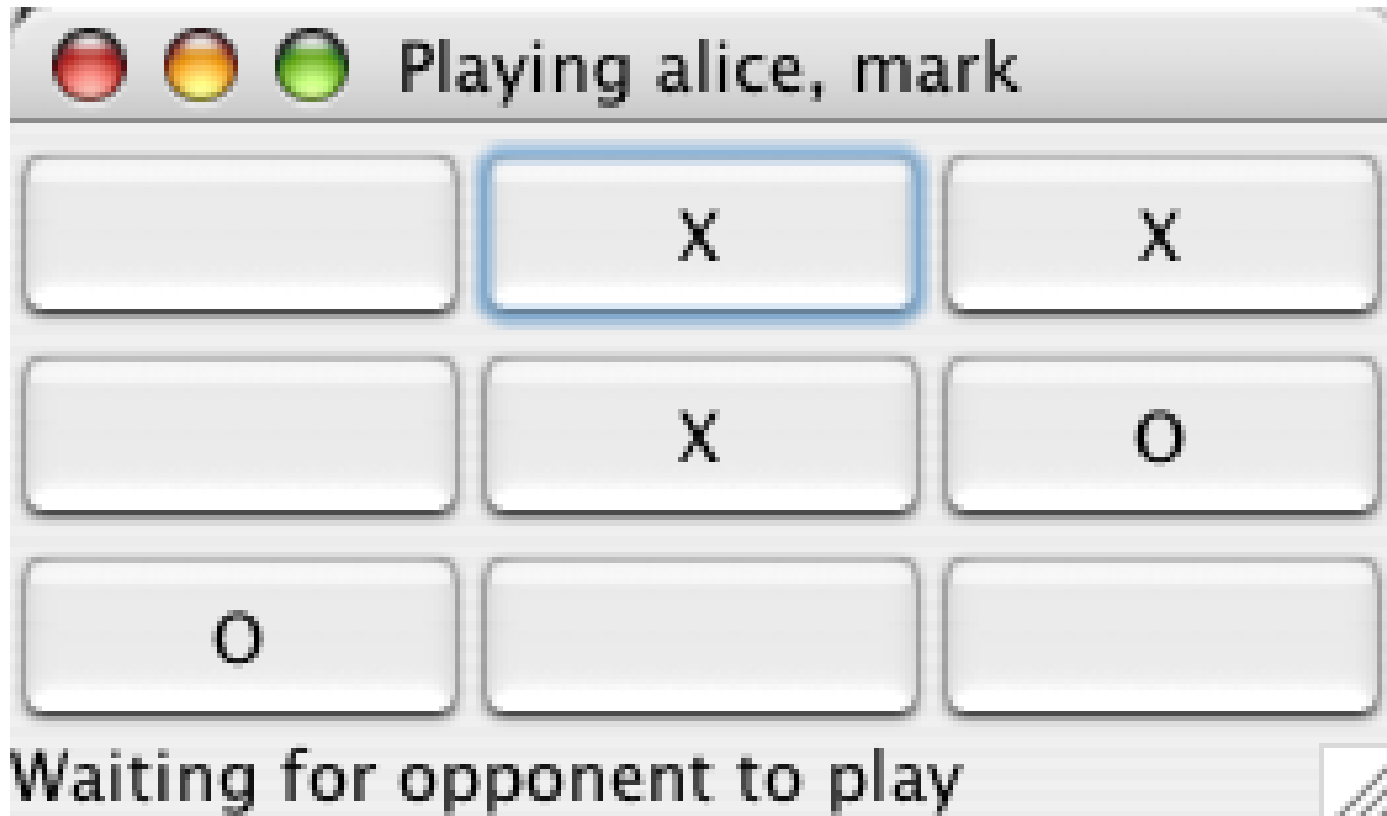 Playing alice, mark
X X
X O
O
Waiting for opponent to play